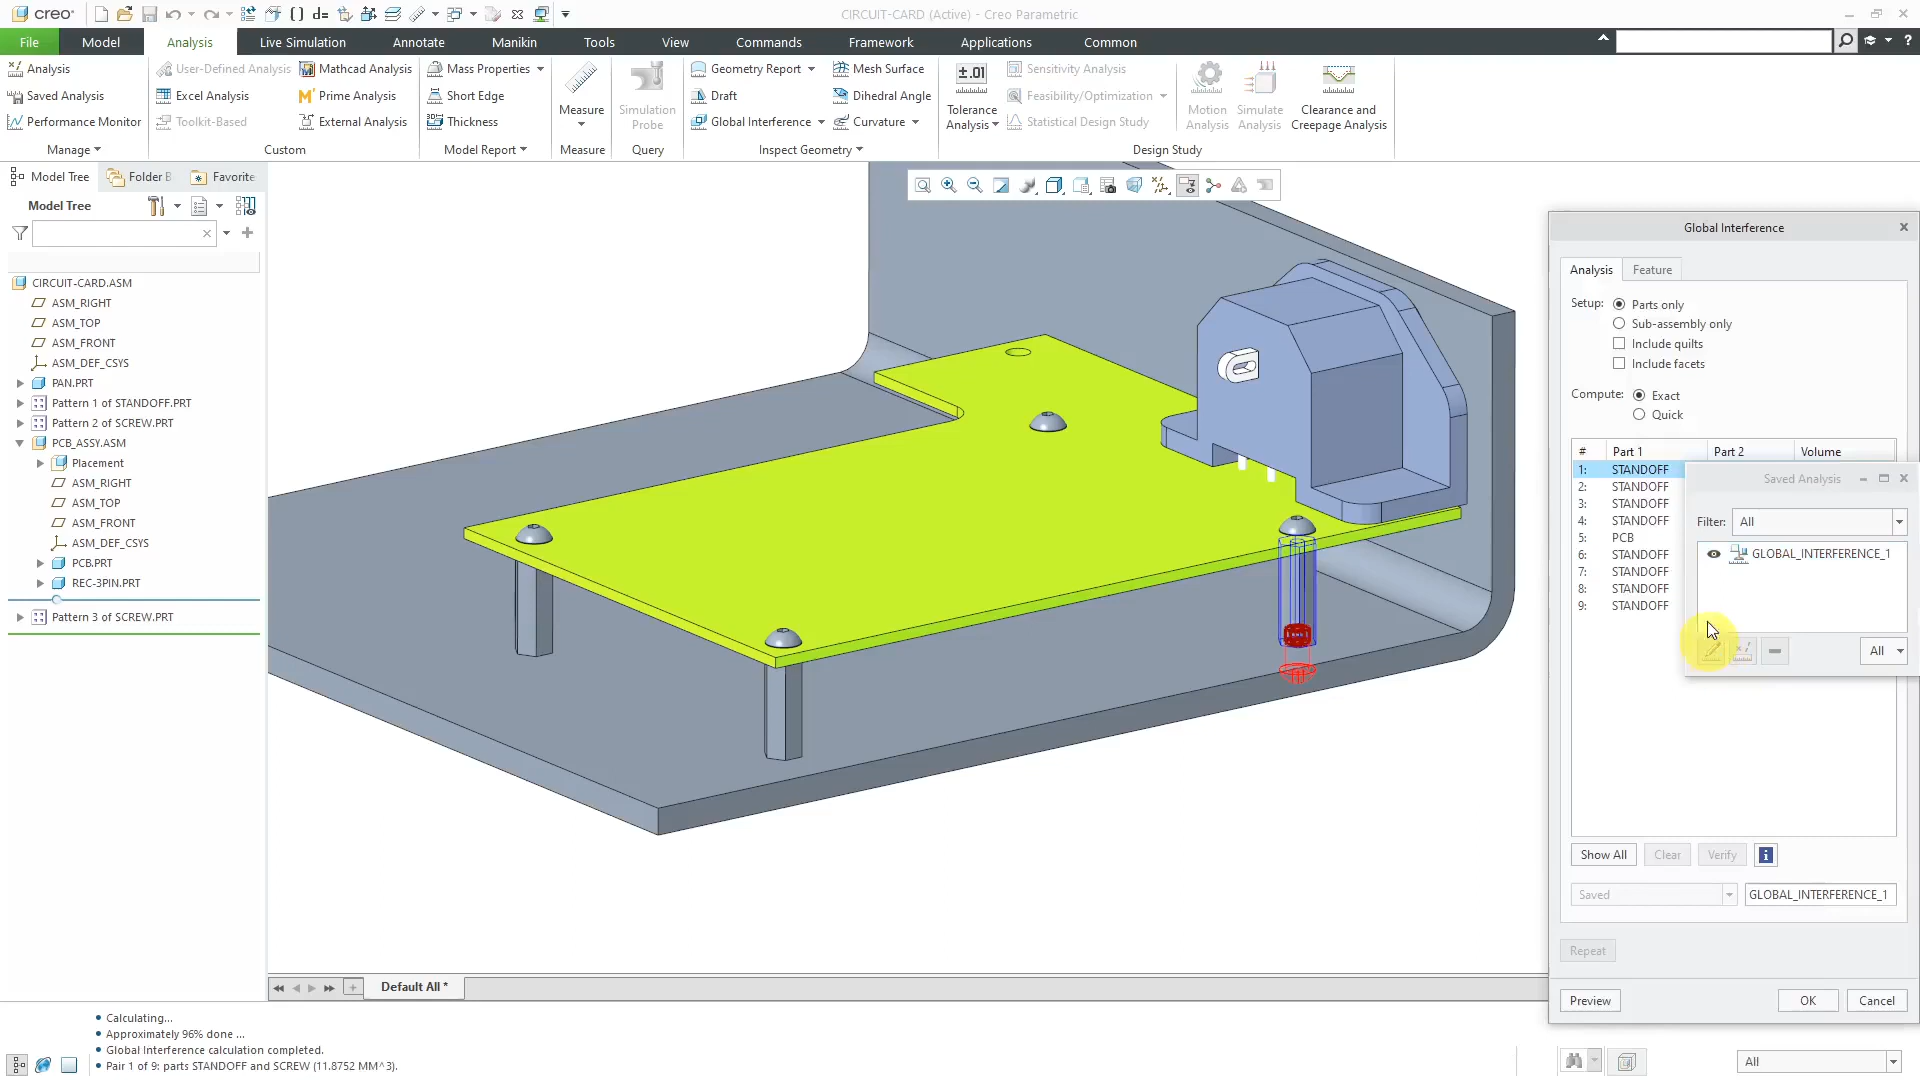 creo
d=
CIRCUIT-CARD (Active) - Creo Parametric
File Model Analysis Live Simulation Annotate Manikin Tools View Commands Framework Applications Common
Analysis User-Defined Analysis Mathcad Analysis Mass Properties Geometry Report Mesh Surface Sensitivity Analysis
Saved Analysis Excel Analysis Prime Analysis Short Edge Draft Dihedral Angle Feasibility/Optimization
Performance Monitor Toolkit-Based External Analysis Thickness Global Interference Curvature Statistical Design Study
Measure
Simulation
Probe
±.01
Tolerance
Analysis
Motion
Analysis
Simulate
Analysis
Clearance and
Creepage Analysis
Manage Custom Model Report Measure Query Inspect Geometry Design Study
Model Tree Folder B Favorite
Model Tree
CIRCUIT-CARD.ASM
ASM_RIGHT
ASM_TOP
ASM_FRONT
ASM_DEF_CSYS
PAN.PRT
Pattern 1 of STANDOFF.PRT
Pattern 2 of SCREW.PRT
PCB_ASSY.ASM
Placement
ASM_RIGHT
ASM_TOP
ASM_FRONT
ASM_DEF_CSYS
PCB.PRT
REC-3PIN.PRT
Pattern 3 of SCREW.PRT
Global Interference
Analysis Feature
Setup: Parts only
Sub-assembly only
Include quilts
Include facets
Compute: Exact
Quick
# Part 1 Part 2 Volume
1: STANDOFF
2: STANDOFF
3: STANDOFF
4: STANDOFF
5: PCB
6: STANDOFF
7: STANDOFF
8: STANDOFF
9: STANDOFF
Saved Analysis
Filter: All
GLOBAL_INTERFERENCE_1
All
Show All Clear Verify
Saved GLOBAL_INTERFERENCE_1
Repeat
Preview OK Cancel
Default All *
Calculating...
Approximately 96% done ...
Global Interference calculation completed.
Pair 1 of 9: parts STANDOFF and SCREW (11.8752 MM^3).
All